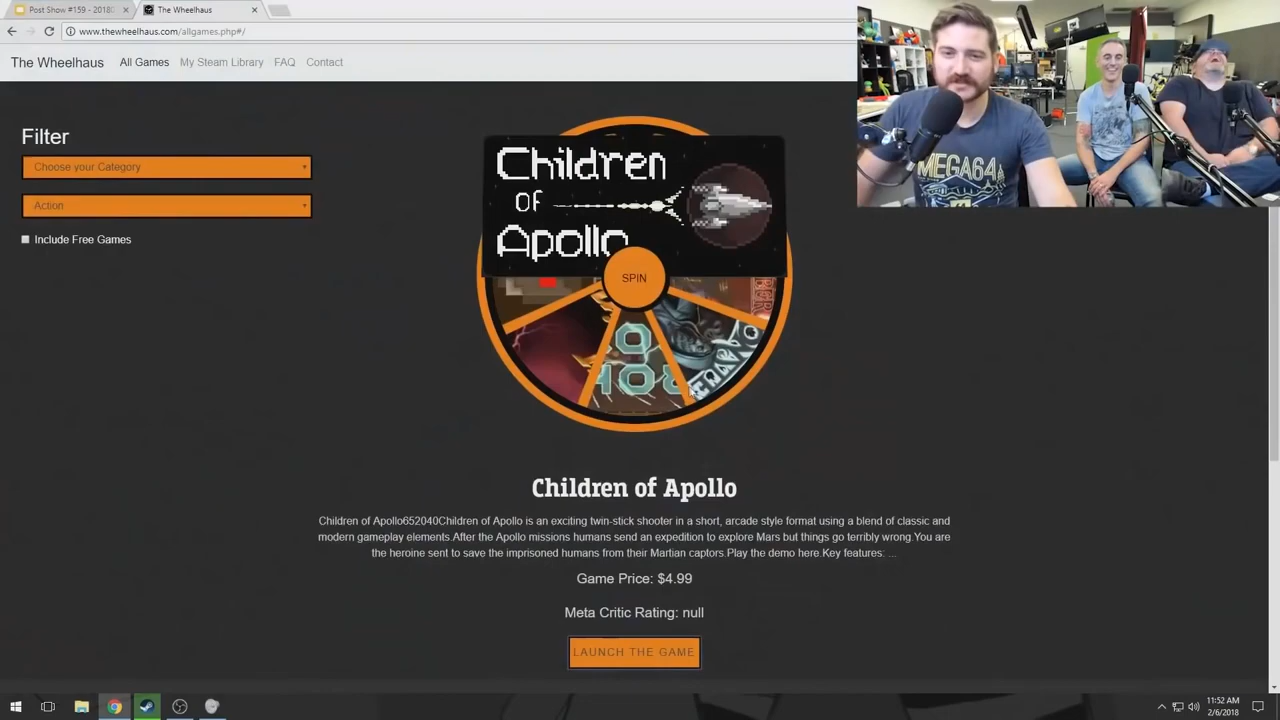 Post Show #159 - 2018
The Wheelhaus
www.thewheelhaus.com/allgames.php#/
The Wheelhaus
All Games
My Steam Library
FAQ
Contact
Filter
Choose your Category
Action
Include Free Games
Children
OF
Apollo
SPIN
MEGA64
Children of Apollo
Children of Apollo652040Children of Apollo is an exciting twin-stick shooter in a short, arcade style format using a blend of classic and
modern gameplay elements.After the Apollo missions humans send an expedition to explore Mars but things go terribly wrong.You are
the heroine sent to save the imprisoned humans from their Martian captors.Play the demo here.Key features: ...
Game Price: $4.99
Meta Critic Rating: null
LAUNCH THE GAME
11:52 AM
2/6/2018